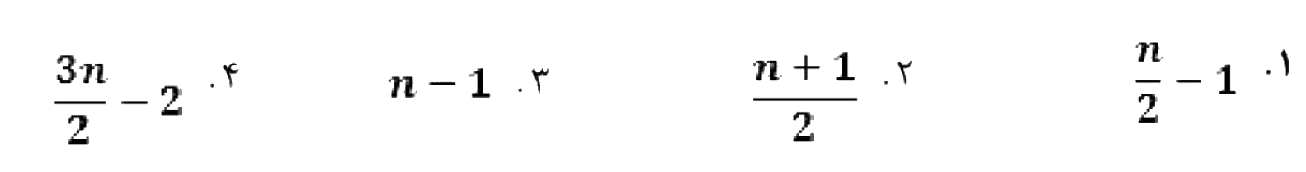 ۱. n/2 − 1    ۲. (n + 1)/2    ۳. n − 1    ۴. 3n/2 − 2